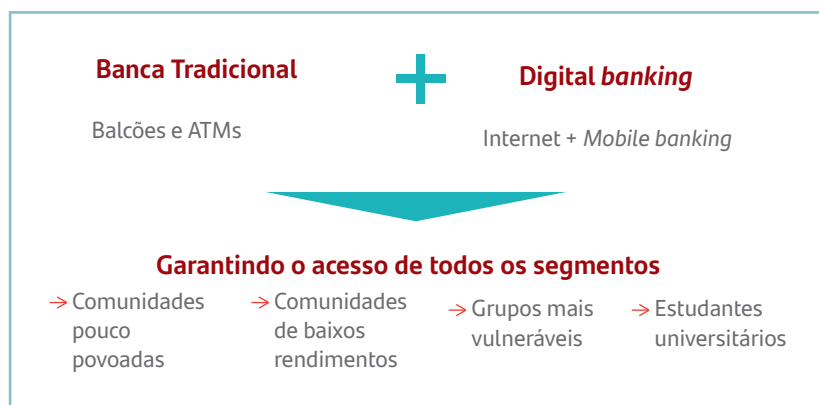 Banca Tradicional
Balcões e ATMs
Digital banking
Internet + Mobile banking
Garantindo o acesso de todos os segmentos
→ Comunidades
pouco
povoadas
→ Comunidades
de baixos
rendimentos
→ Grupos mais
vulneráveis
→ Estudantes
universitários